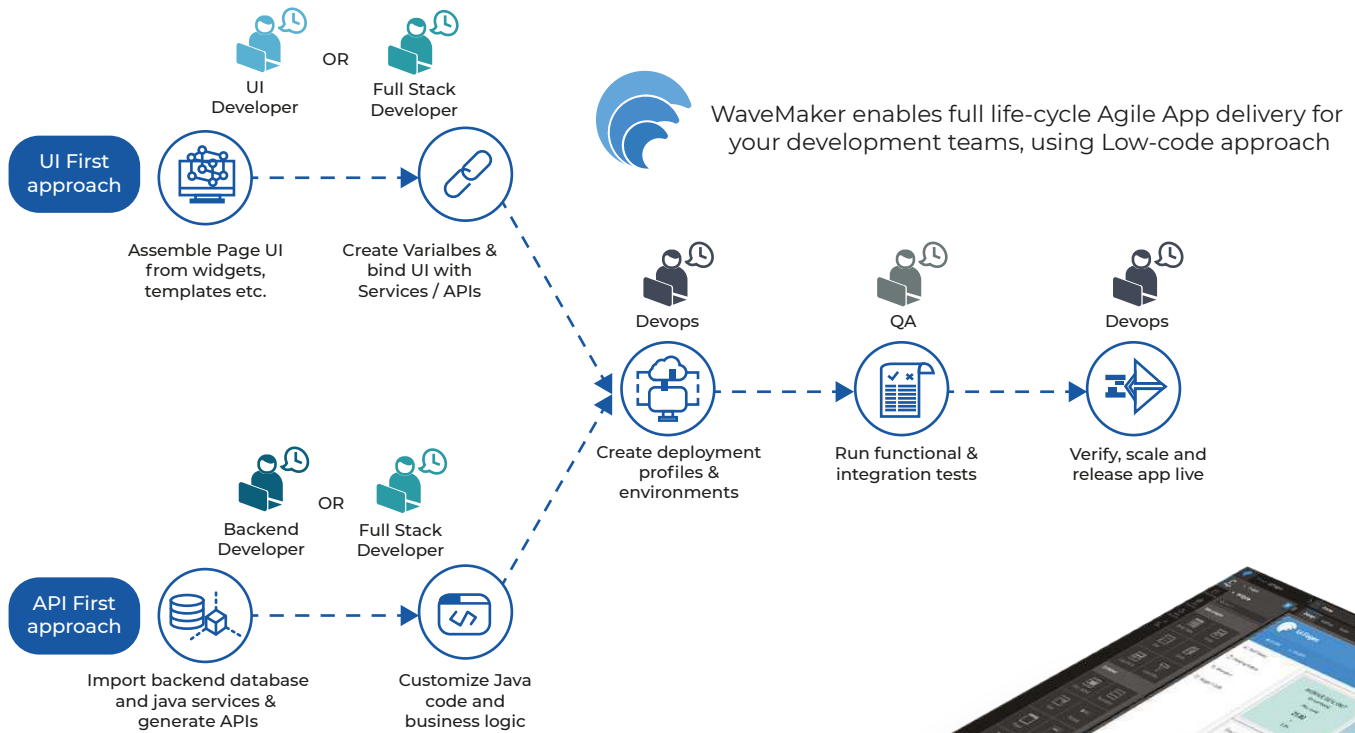 UI
Developer
OR
Full Stack
Developer
WaveMaker enables full life-cycle Agile App delivery for
your development teams, using Low-code approach
UI First
approach
Assemble Page UI
from widgets,
templates etc.
Create Varialbes &
bind UI with
Services / APIs
Devops
QA
Devops
Create deployment
profiles &
environments
Run functional &
integration tests
Verify, scale and
release app live
Backend
Developer
OR
Full Stack
Developer
API First
approach
Import backend database
and java services &
generate APIs
Customize Java
code and
business logic